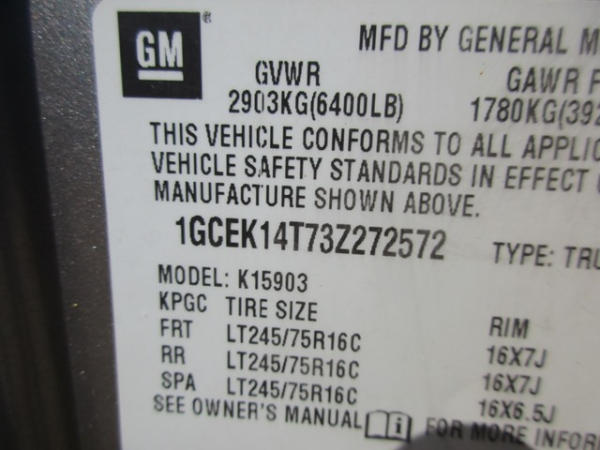 GM
MFD BY GENERAL M
GVWR GAWR F
2903KG(6400LB) 1780KG(392
THIS VEHICLE CONFORMS TO ALL APPLIC
VEHICLE SAFETY STANDARDS IN EFFECT
MANUFACTURE SHOWN ABOVE.
1GCEK14T73Z272572 TYPE: TRU
MODEL: K15903
KPGC TIRE SIZE RIM
FRT LT245/75R16C 16X7J
RR LT245/75R16C 16X7J
SPA LT245/75R16C 16X6.5J
SEE OWNER'S MANUAL i FOR MORE INFOR